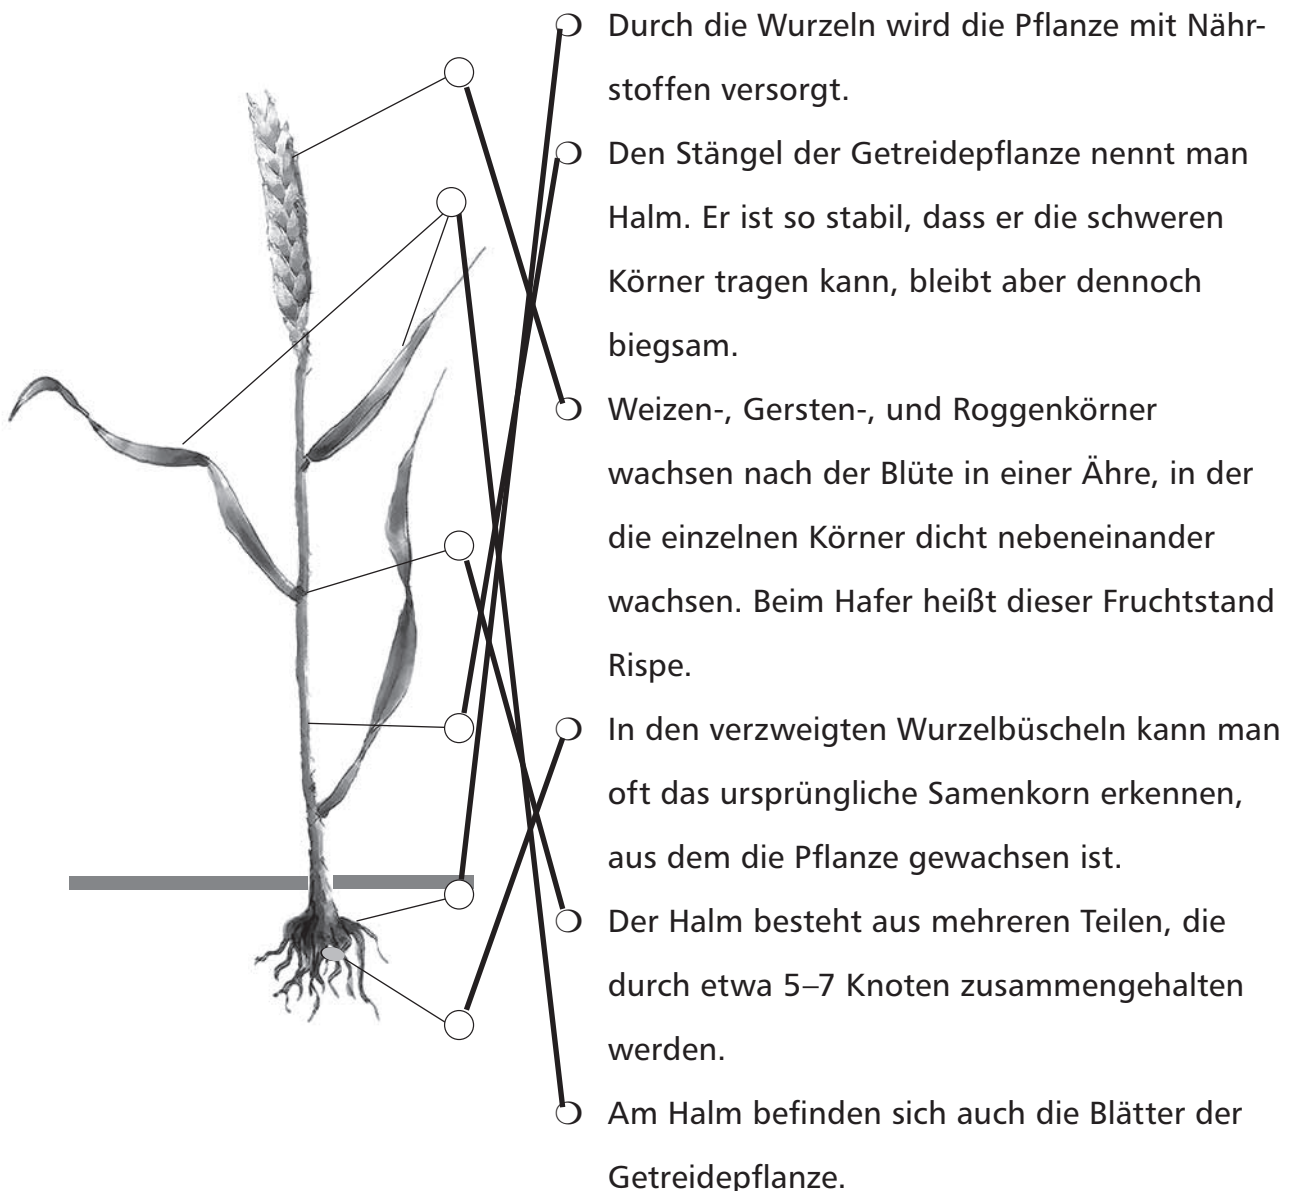 Durch die Wurzeln wird die Pflanze mit Nähr-
stoffen versorgt.
Den Stängel der Getreidepflanze nennt man
Halm. Er ist so stabil, dass er die schweren
Körner tragen kann, bleibt aber dennoch
biegsam.
Weizen-, Gersten-, und Roggenkörner
wachsen nach der Blüte in einer Ähre, in der
die einzelnen Körner dicht nebeneinander
wachsen. Beim Hafer heißt dieser Fruchtstand
Rispe.
In den verzweigten Wurzelbüscheln kann man
oft das ursprüngliche Samenkorn erkennen,
aus dem die Pflanze gewachsen ist.
Der Halm besteht aus mehreren Teilen, die
durch etwa 5–7 Knoten zusammengehalten
werden.
Am Halm befinden sich auch die Blätter der
Getreidepflanze.